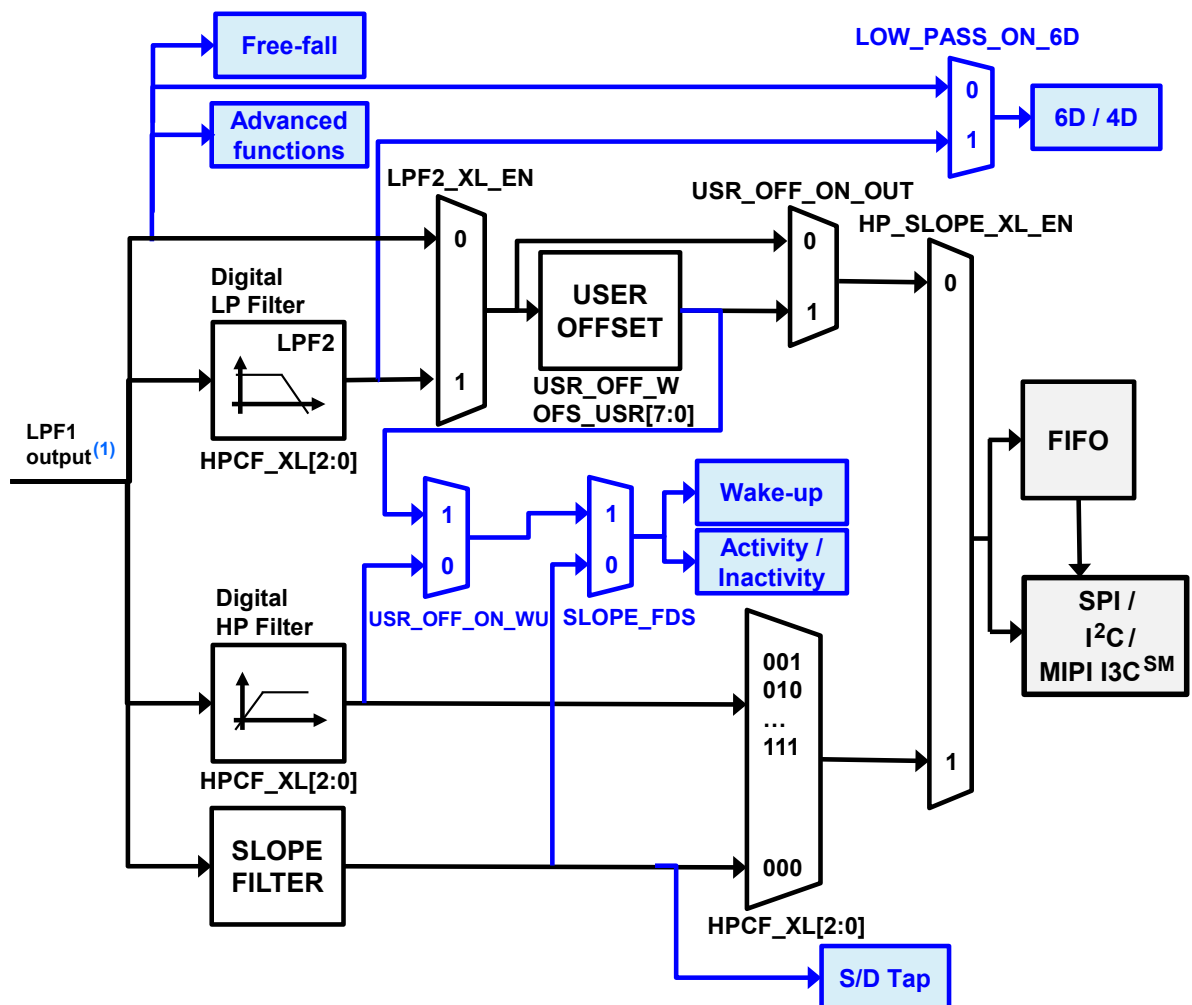 Free-fall
LOW_PASS_ON_6D
0
1
6D / 4D
Advanced
functions
LPF2_XL_EN
0
1
USR_OFF_ON_OUT
0
1
HP_SLOPE_XL_EN
0
1
Digital
LP Filter
LPF2
HPCF_XL[2:0]
USER
OFFSET
USR_OFF_W
OFS_USR[7:0]
LPF1
output(1)
FIFO
SPI /
I2C /
MIPI I3CSM
1
0
USR_OFF_ON_WU
1
0
SLOPE_FDS
Wake-up
Activity /
Inactivity
Digital
HP Filter
HPCF_XL[2:0]
001
010
...
111
000
HPCF_XL[2:0]
SLOPE
FILTER
S/D Tap